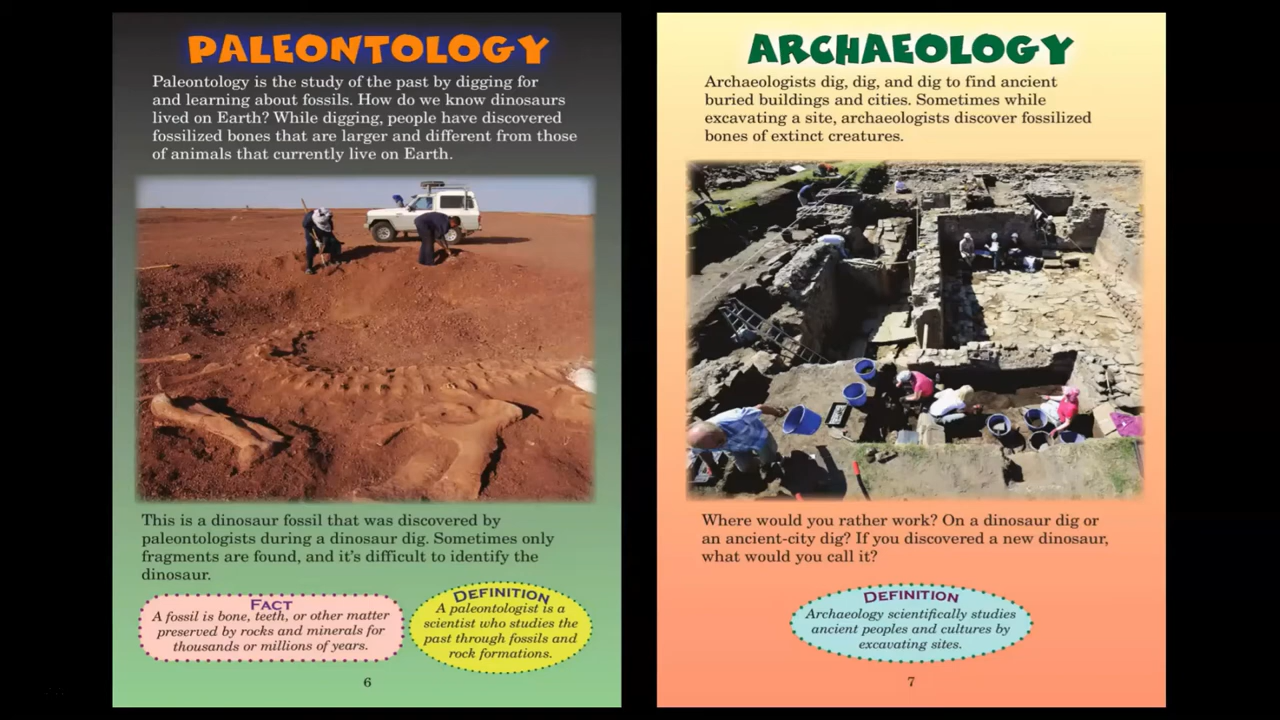 PALEONTOLOGY
Paleontology is the study of the past by digging for
and learning about fossils. How do we know dinosaurs
lived on Earth? While digging, people have discovered
fossilized bones that are larger and different from those
of animals that currently live on Earth.
This is a dinosaur fossil that was discovered by
paleontologists during a dinosaur dig. Sometimes only
fragments are found, and it's difficult to identify the
dinosaur.
FACT
A fossil is bone, teeth, or other matter
preserved by rocks and minerals for
thousands or millions of years.
DEFINITION
A paleontologist is a
scientist who studies the
past through fossils and
rock formations.
6
ARCHAEOLOGY
Archaeologists dig, dig, and dig to find ancient
buried buildings and cities. Sometimes while
excavating a site, archaeologists discover fossilized
bones of extinct creatures.
Where would you rather work? On a dinosaur dig or
an ancient-city dig? If you discovered a new dinosaur,
what would you call it?
DEFINITION
Archaeology scientifically studies
ancient peoples and cultures by
excavating sites.
7